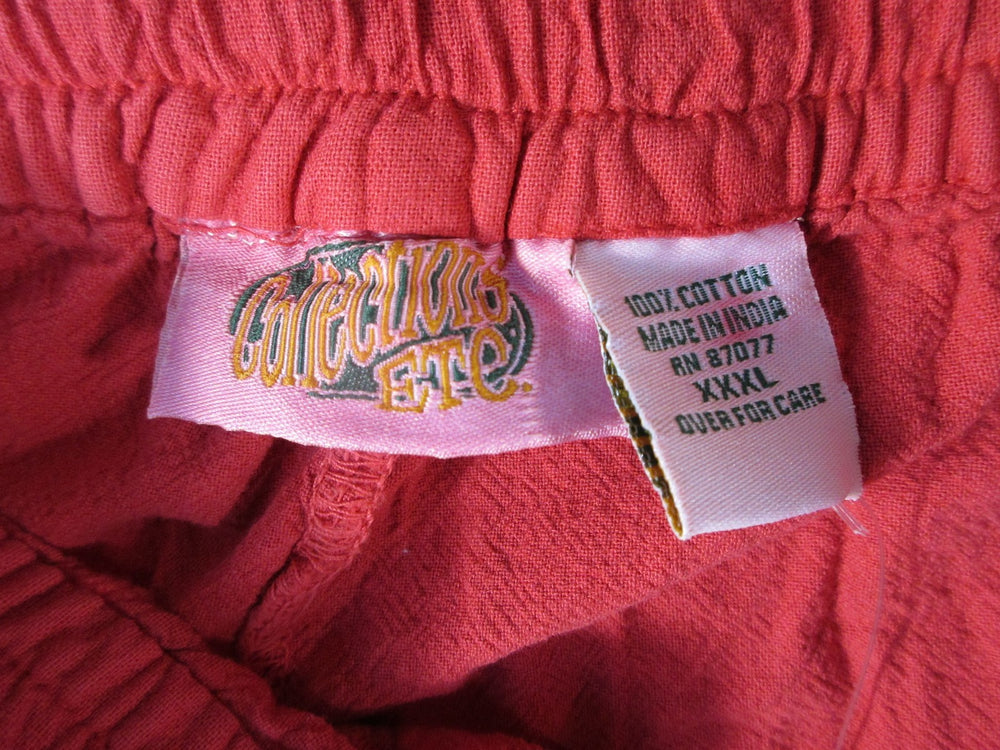 Collections
ETC.
100% COTTON
MADE IN INDIA
RN 87077
XXXL
OVER FOR CARE